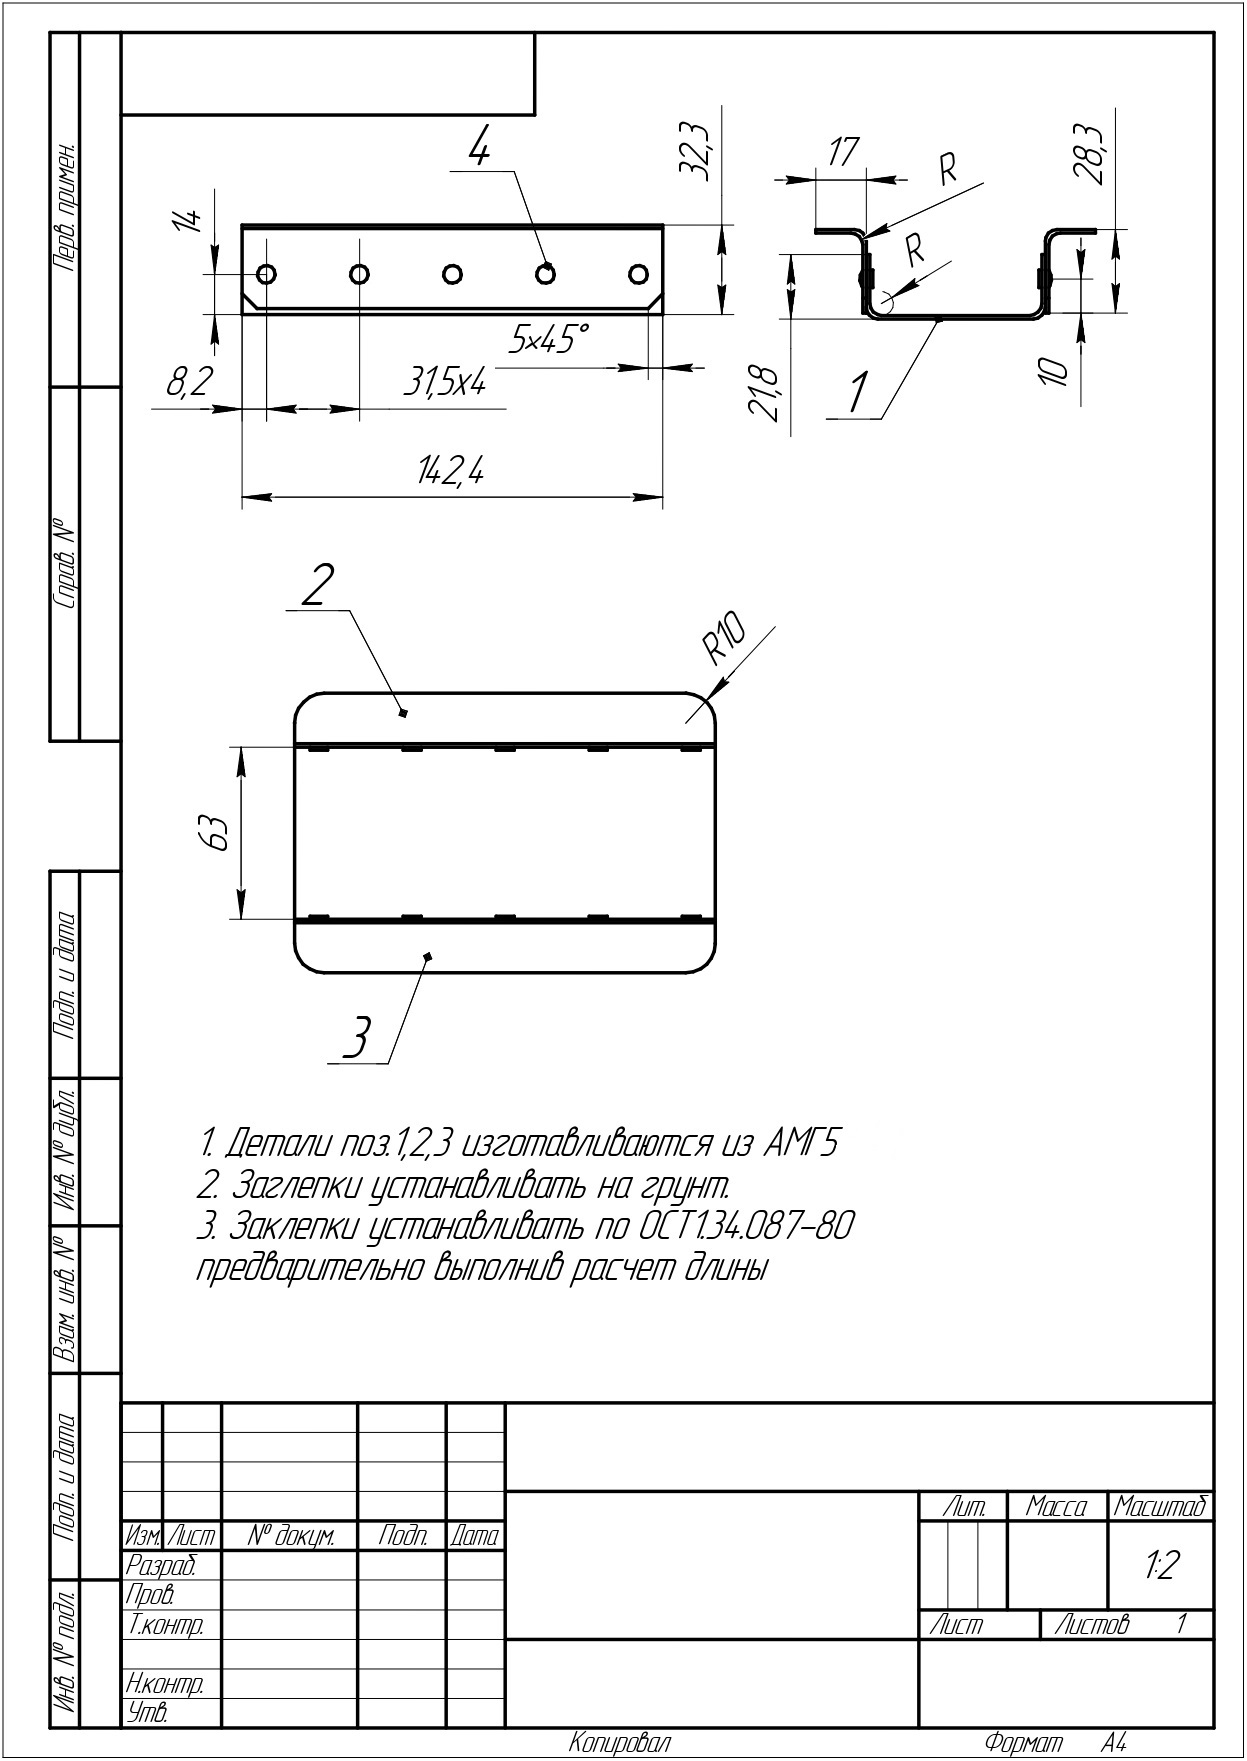 4
32,3
14
5×45°
8,2
31,5x4
142,4
17
R
28,3
R
21,8
10
1
2
R10
63
3
1. Детали поз.1,2,3 изготавливаются из АМГ5
2. Заглепки устанавливать на грунт.
3. Заклепки устанавливать по ОСТ1.34.087-80
предварительно выполнив расчет длины
Перв. примен.
Справ. №
Подп. и дата
Инв. № дубл.
Взам. инв. №
Подп. и дата
Инв. № подл.
Лит. Масса Масштаб
Изм. Лист № докум. Подп. Дата
Разраб. 1:2
Пров.
Т.контр. Лист Листов 1
Н.контр.
Утв.
Копировал Формат А4